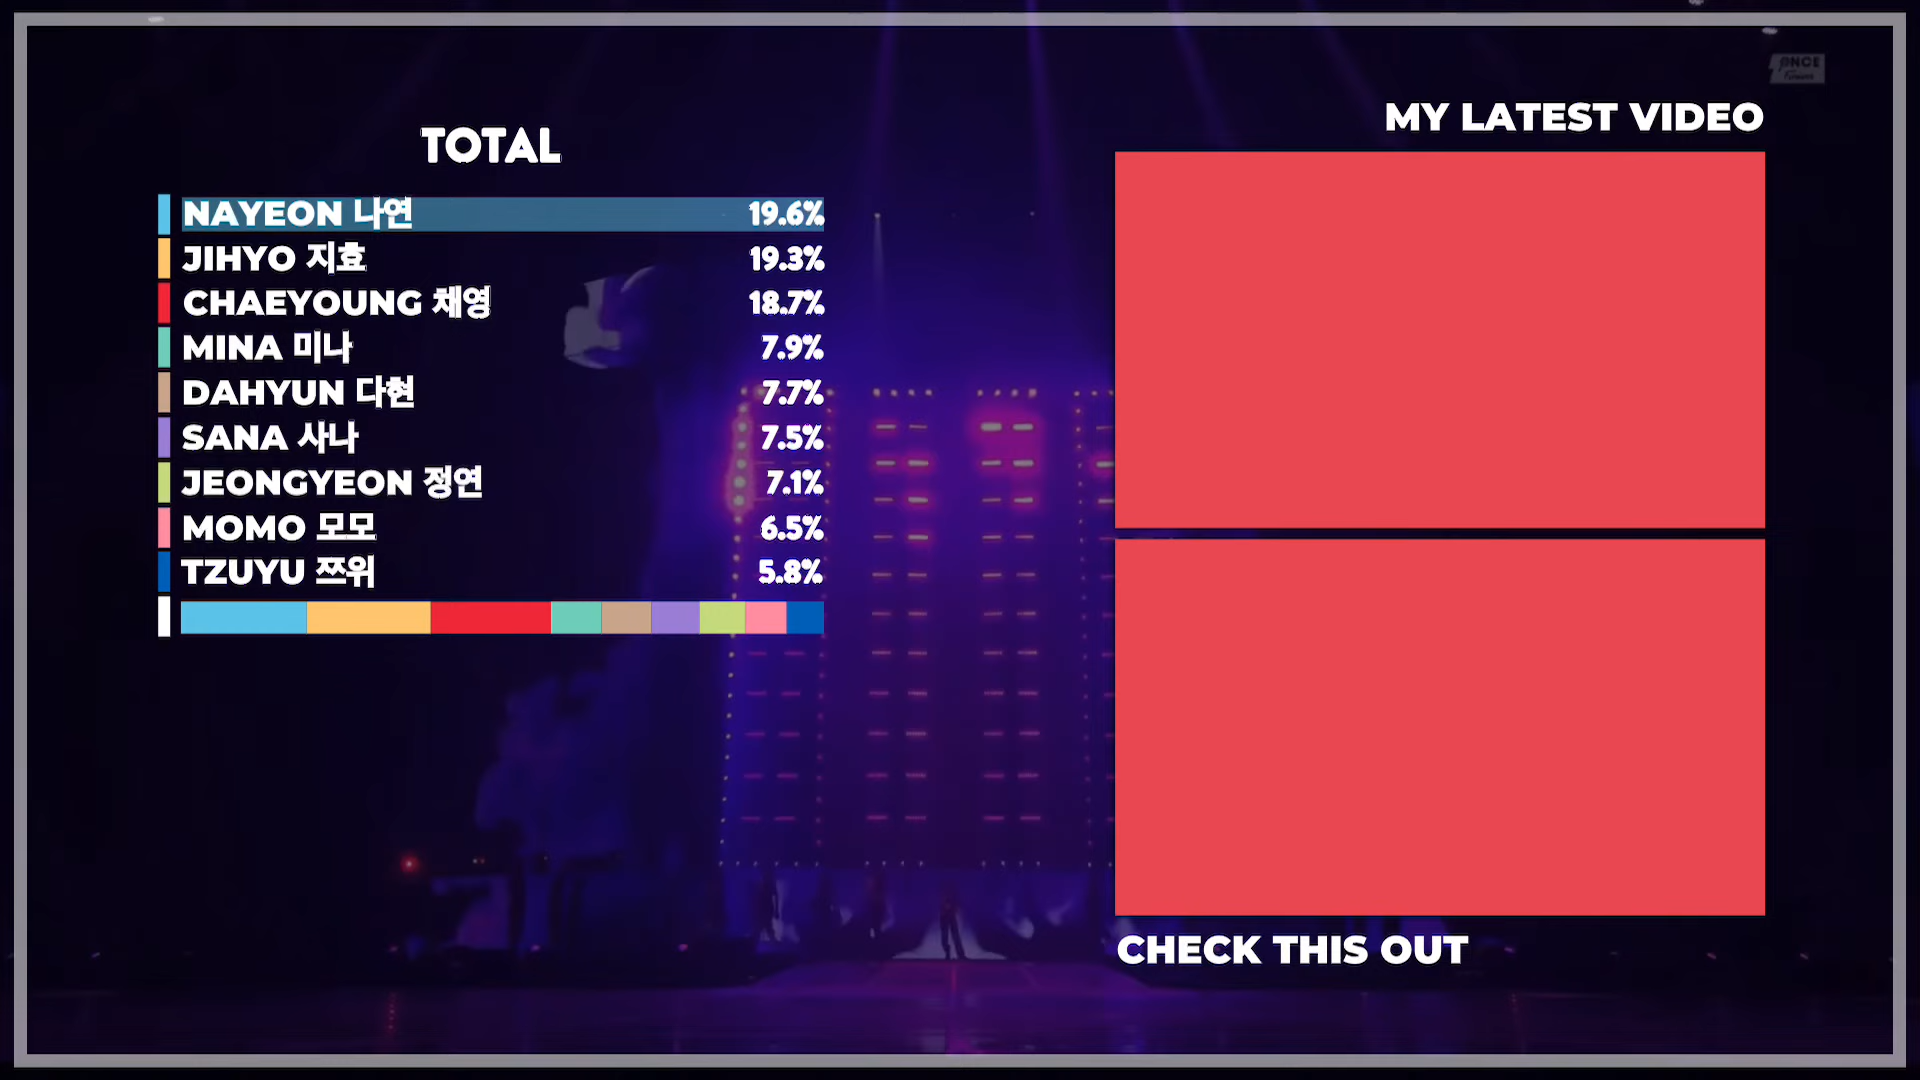 TOTAL
NAYEON 나연 19.6%
JIHYO 지효 19.3%
CHAEYOUNG 채영 18.7%
MINA 미나 7.9%
DAHYUN 다현 7.7%
SANA 사나 7.5%
JEONGYEON 정연 7.1%
MOMO 모모 6.5%
TZUYU 쯔위 5.8%
MY LATEST VIDEO
CHECK THIS OUT